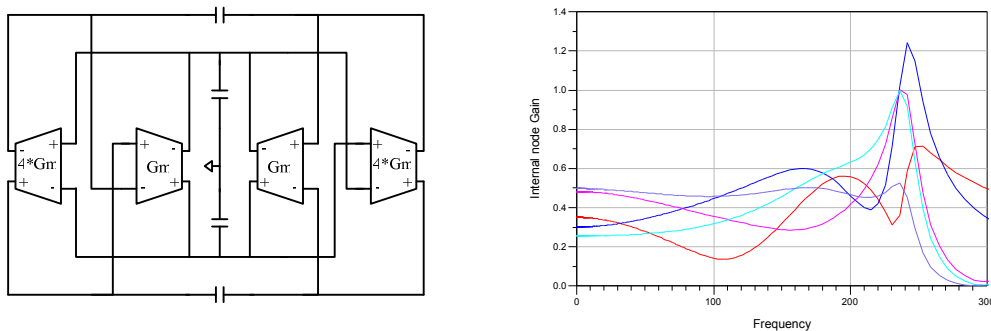 4*Gm
Gm
Gm
4*Gm
- + + - - + + -
+ - - + + - - +
Internal node Gain
1.4
1.2
1.0
0.8
0.6
0.4
0.2
0.0
0
100
200
300
Frequency